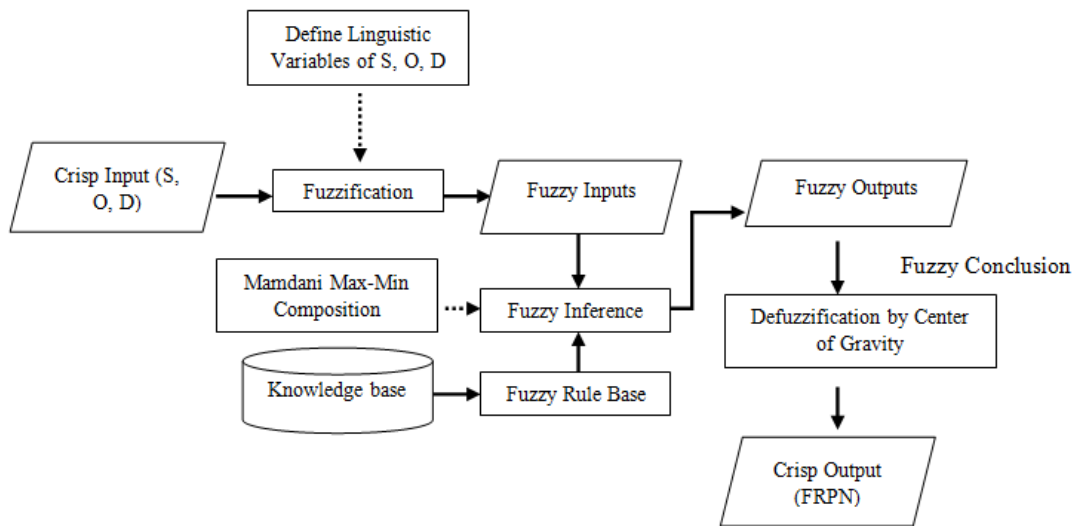 Define Linguistic
Variables of S, O, D
Crisp Input (S,
O, D)
Fuzzification
Fuzzy Inputs
Fuzzy Outputs
Fuzzy Conclusion
Mamdani Max-Min
Composition
Fuzzy Inference
Defuzzification by Center
of Gravity
Knowledge base
Fuzzy Rule Base
Crisp Output
(FRPN)